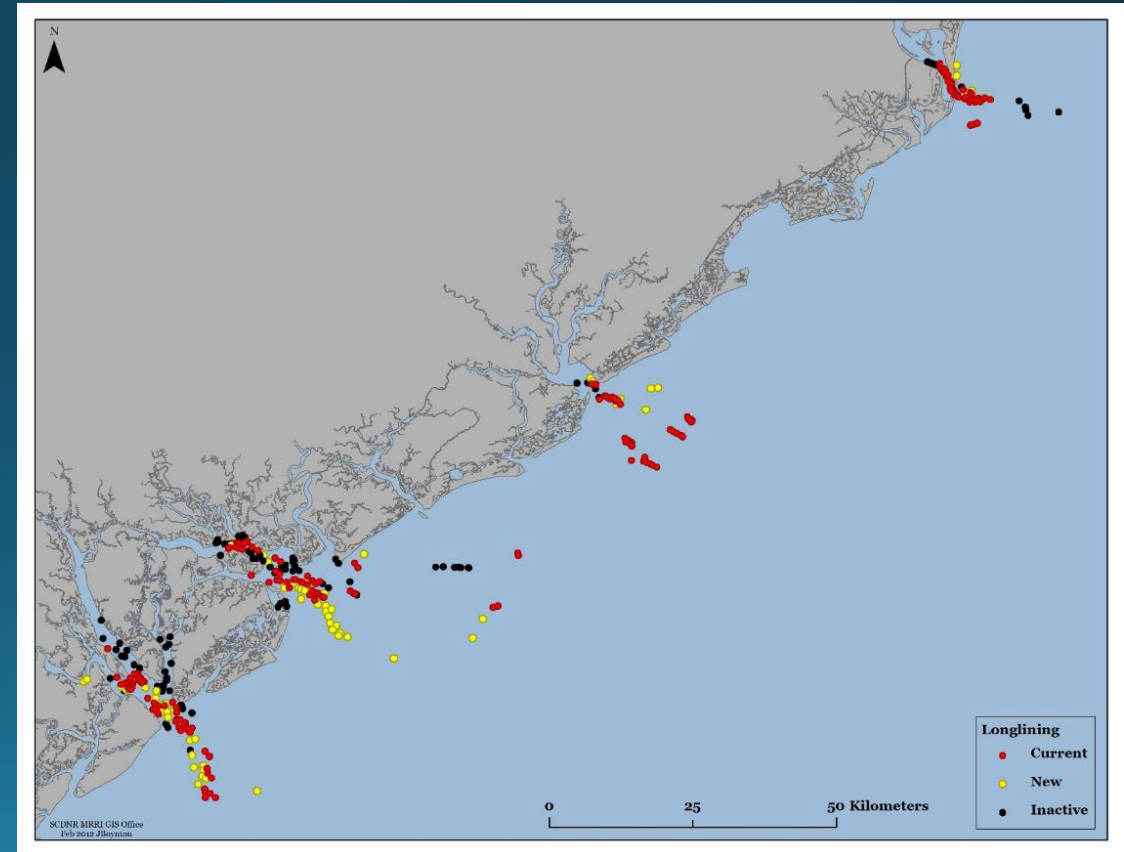 N
Longlining
Current
New
Inactive
0 25 50 Kilometers
SCDNR MRRI GIS Office
Feb 2012 JBoynton